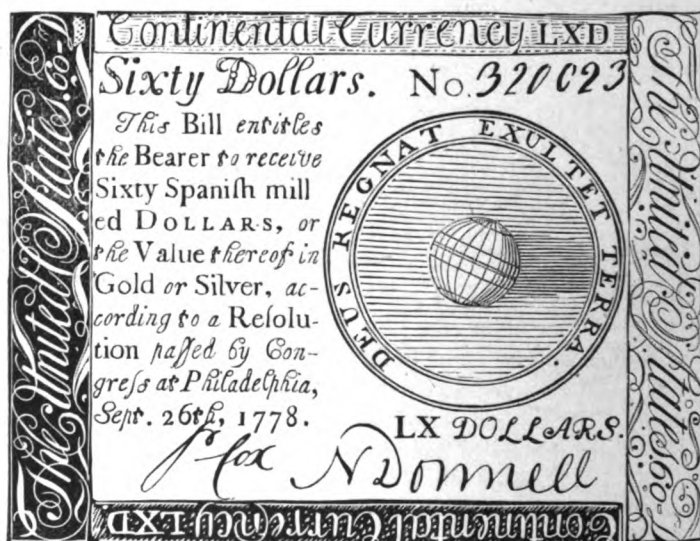 Continental Currency LXD
Sixty Dollars. No. 320023
This Bill entitles
the Bearer to receive
Sixty Spaniſh mill
ed DOLLARS, or
the Value thereof in
Gold or Silver, ac-
cording to a Reſolu-
tion paſſed by Con-
greſs at Philadelphia,
Sept. 26th, 1778.
DEUS REGNAT EXULTET TERRA.
LX DOLLARS.
Cox N Donnell
The United States. 60-D
The United States. 60-
Continental Currency LXD